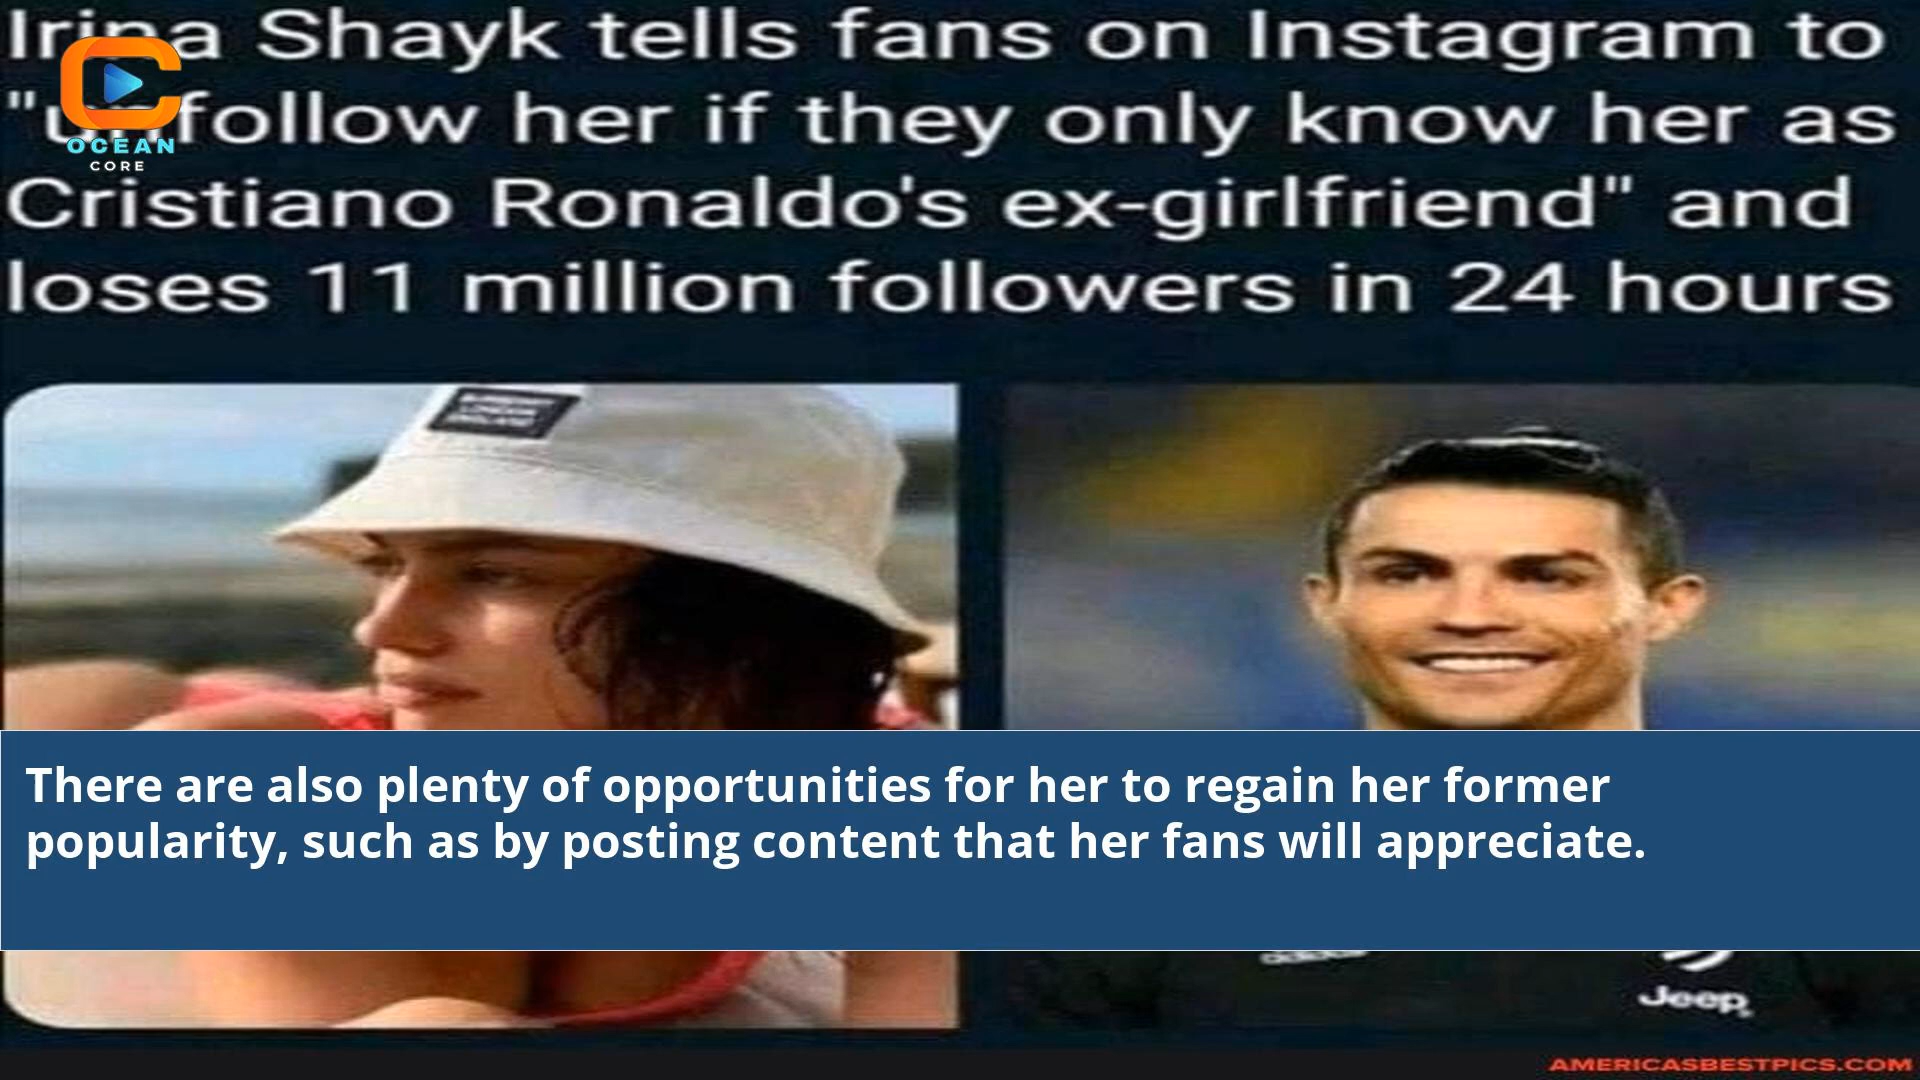 Irina Shayk tells fans on Instagram to
"unfollow her if they only know her as
OCEAN
CORE
Cristiano Ronaldo's ex-girlfriend" and
loses 11 million followers in 24 hours
There are also plenty of opportunities for her to regain her former
popularity, such as by posting content that her fans will appreciate.
Jeep
AMERICASBESTPICS.COM